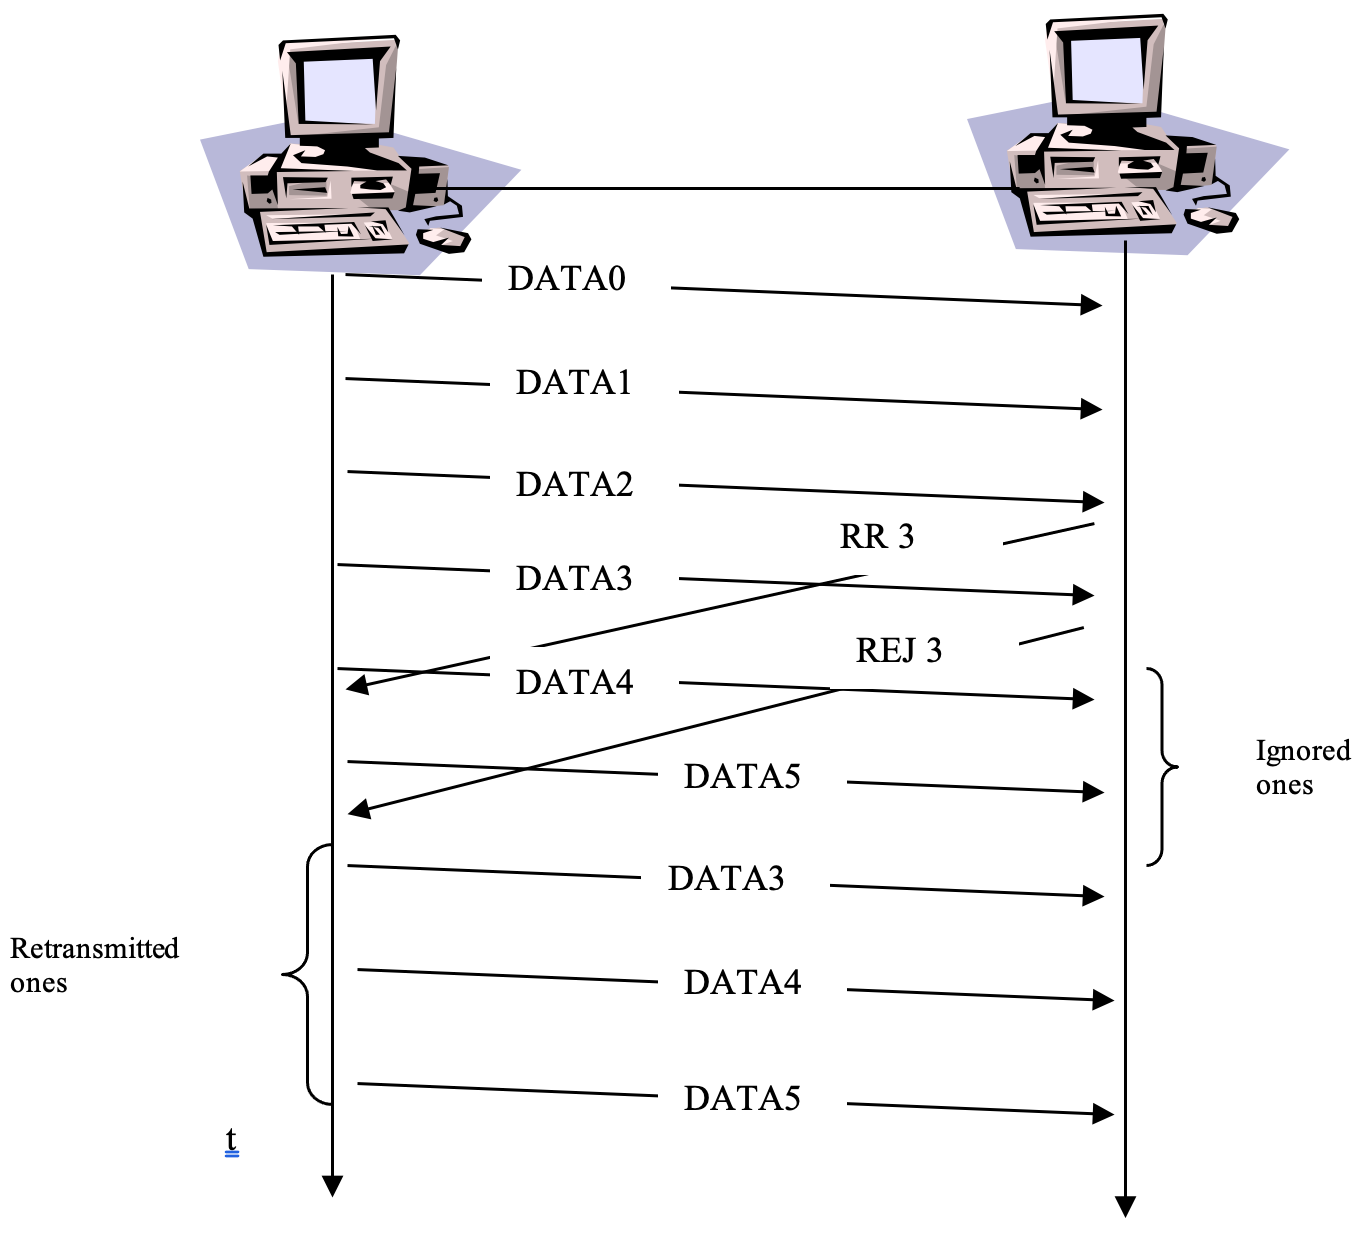 DATA0
DATA1
DATA2
RR 3
DATA3
REJ 3
DATA4
Ignored
ones
DATA5
DATA3
Retransmitted
ones
DATA4
DATA5
t